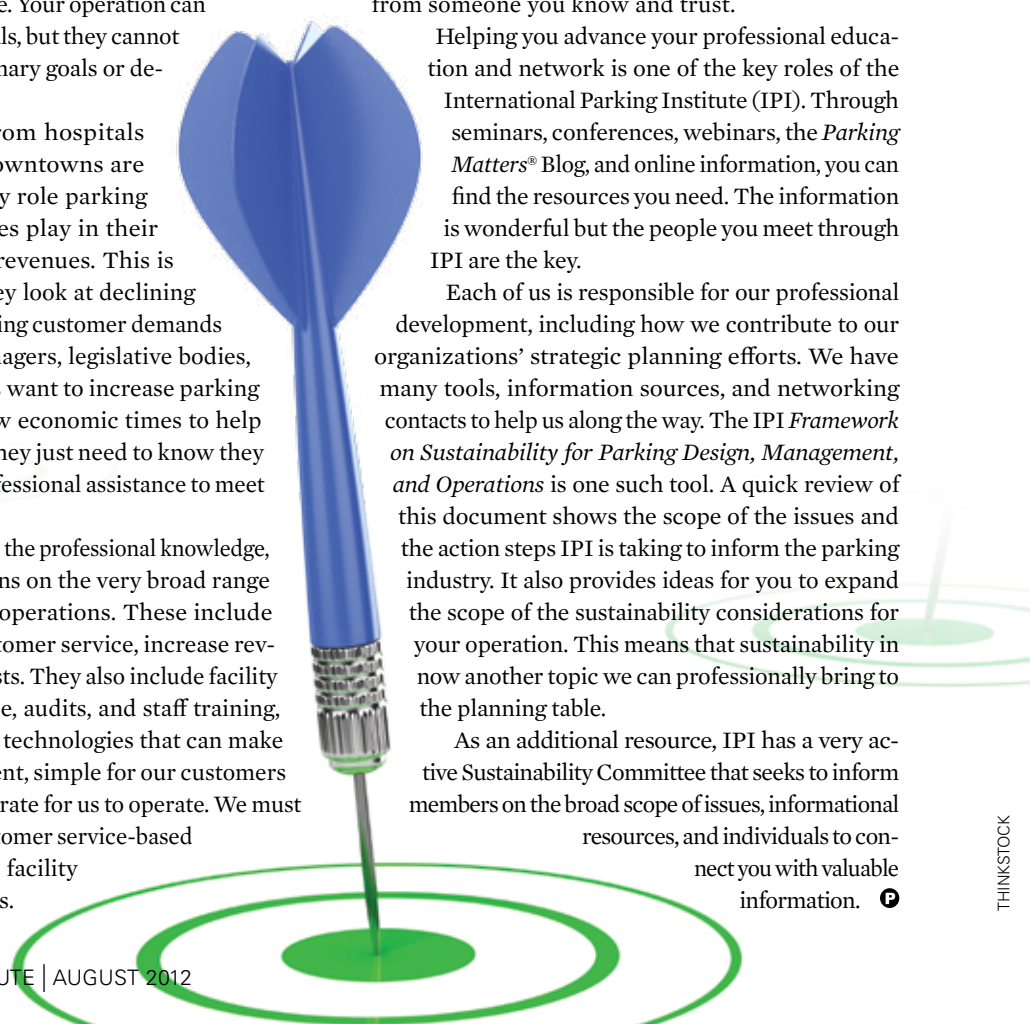 e. Your operation can
ls, but they cannot
nary goals or de-
rom hospitals
owntowns are
y role parking
es play in their
revenues. This is
ey look at declining
ing customer demands
nagers, legislative bodies,
want to increase parking
w economic times to help
hey just need to know they
fessional assistance to meet
the professional knowledge,
ns on the very broad range
operations. These include
tomer service, increase rev-
sts. They also include facility
e, audits, and staff training,
technologies that can make
ent, simple for our customers
rate for us to operate. We must
tomer service-based
facility
s.
from someone you know and trust.
Helping you advance your professional educa-
tion and network is one of the key roles of the
International Parking Institute (IPI). Through
seminars, conferences, webinars, the Parking
Matters® Blog, and online information, you can
find the resources you need. The information
is wonderful but the people you meet through
IPI are the key.
Each of us is responsible for our professional
development, including how we contribute to our
organizations’ strategic planning efforts. We have
many tools, information sources, and networking
contacts to help us along the way. The IPI Framework
on Sustainability for Parking Design, Management,
and Operations is one such tool. A quick review of
this document shows the scope of the issues and
the action steps IPI is taking to inform the parking
industry. It also provides ideas for you to expand
the scope of the sustainability considerations for
your operation. This means that sustainability in
now another topic we can professionally bring to
the planning table.
As an additional resource, IPI has a very ac-
tive Sustainability Committee that seeks to inform
members on the broad scope of issues, informational
resources, and individuals to con-
nect you with valuable
information. P
THINKSTOCK
UTE | AUGUST 2012